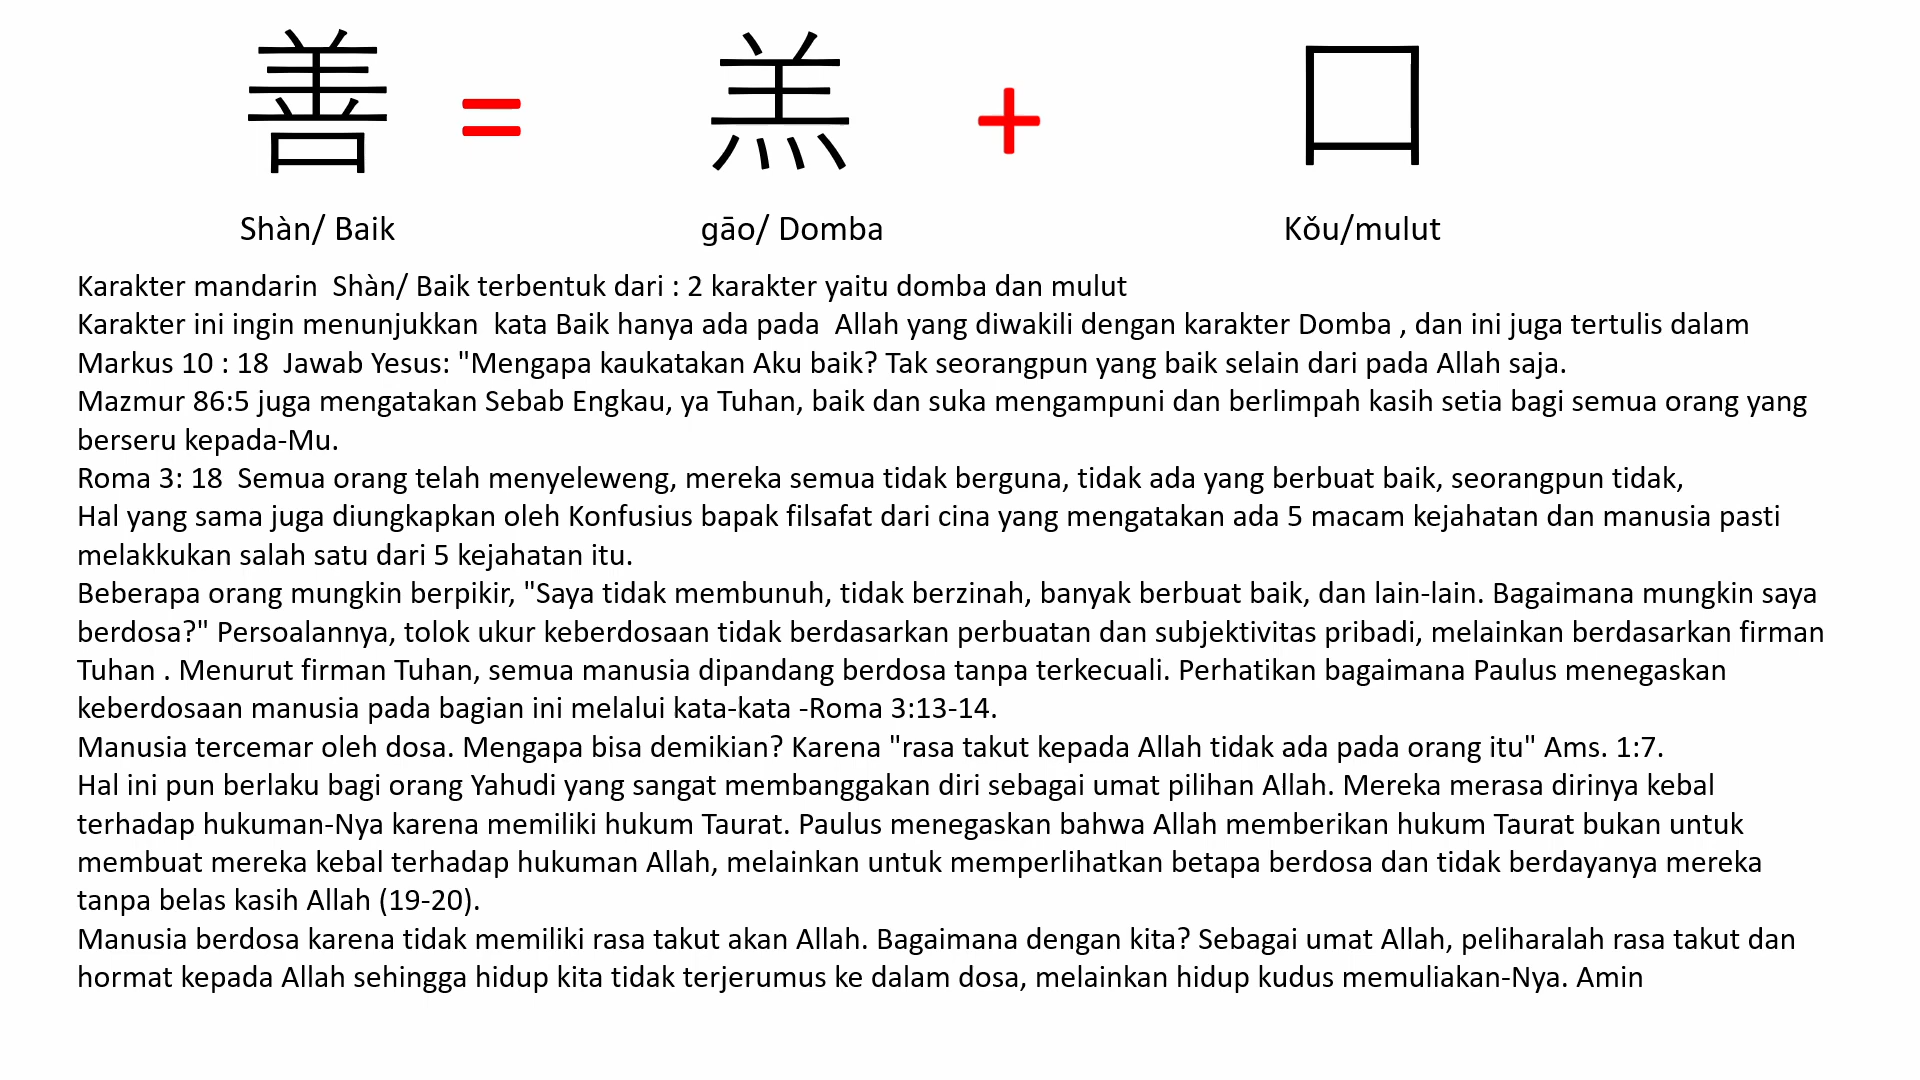 善 = 羔 + 口
Shàn/ Baik gāo/ Domba Kǒu/mulut
Karakter mandarin  Shàn/ Baik terbentuk dari : 2 karakter yaitu domba dan mulut
Karakter ini ingin menunjukkan  kata Baik hanya ada pada  Allah yang diwakili dengan karakter Domba , dan ini juga tertulis dalam
Markus 10 : 18  Jawab Yesus: "Mengapa kaukatakan Aku baik? Tak seorangpun yang baik selain dari pada Allah saja.
Mazmur 86:5 juga mengatakan Sebab Engkau, ya Tuhan, baik dan suka mengampuni dan berlimpah kasih setia bagi semua orang yang
berseru kepada-Mu.
Roma 3: 18  Semua orang telah menyeleweng, mereka semua tidak berguna, tidak ada yang berbuat baik, seorangpun tidak,
Hal yang sama juga diungkapkan oleh Konfusius bapak filsafat dari cina yang mengatakan ada 5 macam kejahatan dan manusia pasti
melakkukan salah satu dari 5 kejahatan itu.
Beberapa orang mungkin berpikir, "Saya tidak membunuh, tidak berzinah, banyak berbuat baik, dan lain-lain. Bagaimana mungkin saya
berdosa?" Persoalannya, tolok ukur keberdosaan tidak berdasarkan perbuatan dan subjektivitas pribadi, melainkan berdasarkan firman
Tuhan . Menurut firman Tuhan, semua manusia dipandang berdosa tanpa terkecuali. Perhatikan bagaimana Paulus menegaskan
keberdosaan manusia pada bagian ini melalui kata-kata -Roma 3:13-14.
Manusia tercemar oleh dosa. Mengapa bisa demikian? Karena "rasa takut kepada Allah tidak ada pada orang itu" Ams. 1:7.
Hal ini pun berlaku bagi orang Yahudi yang sangat membanggakan diri sebagai umat pilihan Allah. Mereka merasa dirinya kebal
terhadap hukuman-Nya karena memiliki hukum Taurat. Paulus menegaskan bahwa Allah memberikan hukum Taurat bukan untuk
membuat mereka kebal terhadap hukuman Allah, melainkan untuk memperlihatkan betapa berdosa dan tidak berdayanya mereka
tanpa belas kasih Allah (19-20).
Manusia berdosa karena tidak memiliki rasa takut akan Allah. Bagaimana dengan kita? Sebagai umat Allah, peliharalah rasa takut dan
hormat kepada Allah sehingga hidup kita tidak terjerumus ke dalam dosa, melainkan hidup kudus memuliakan-Nya. Amin